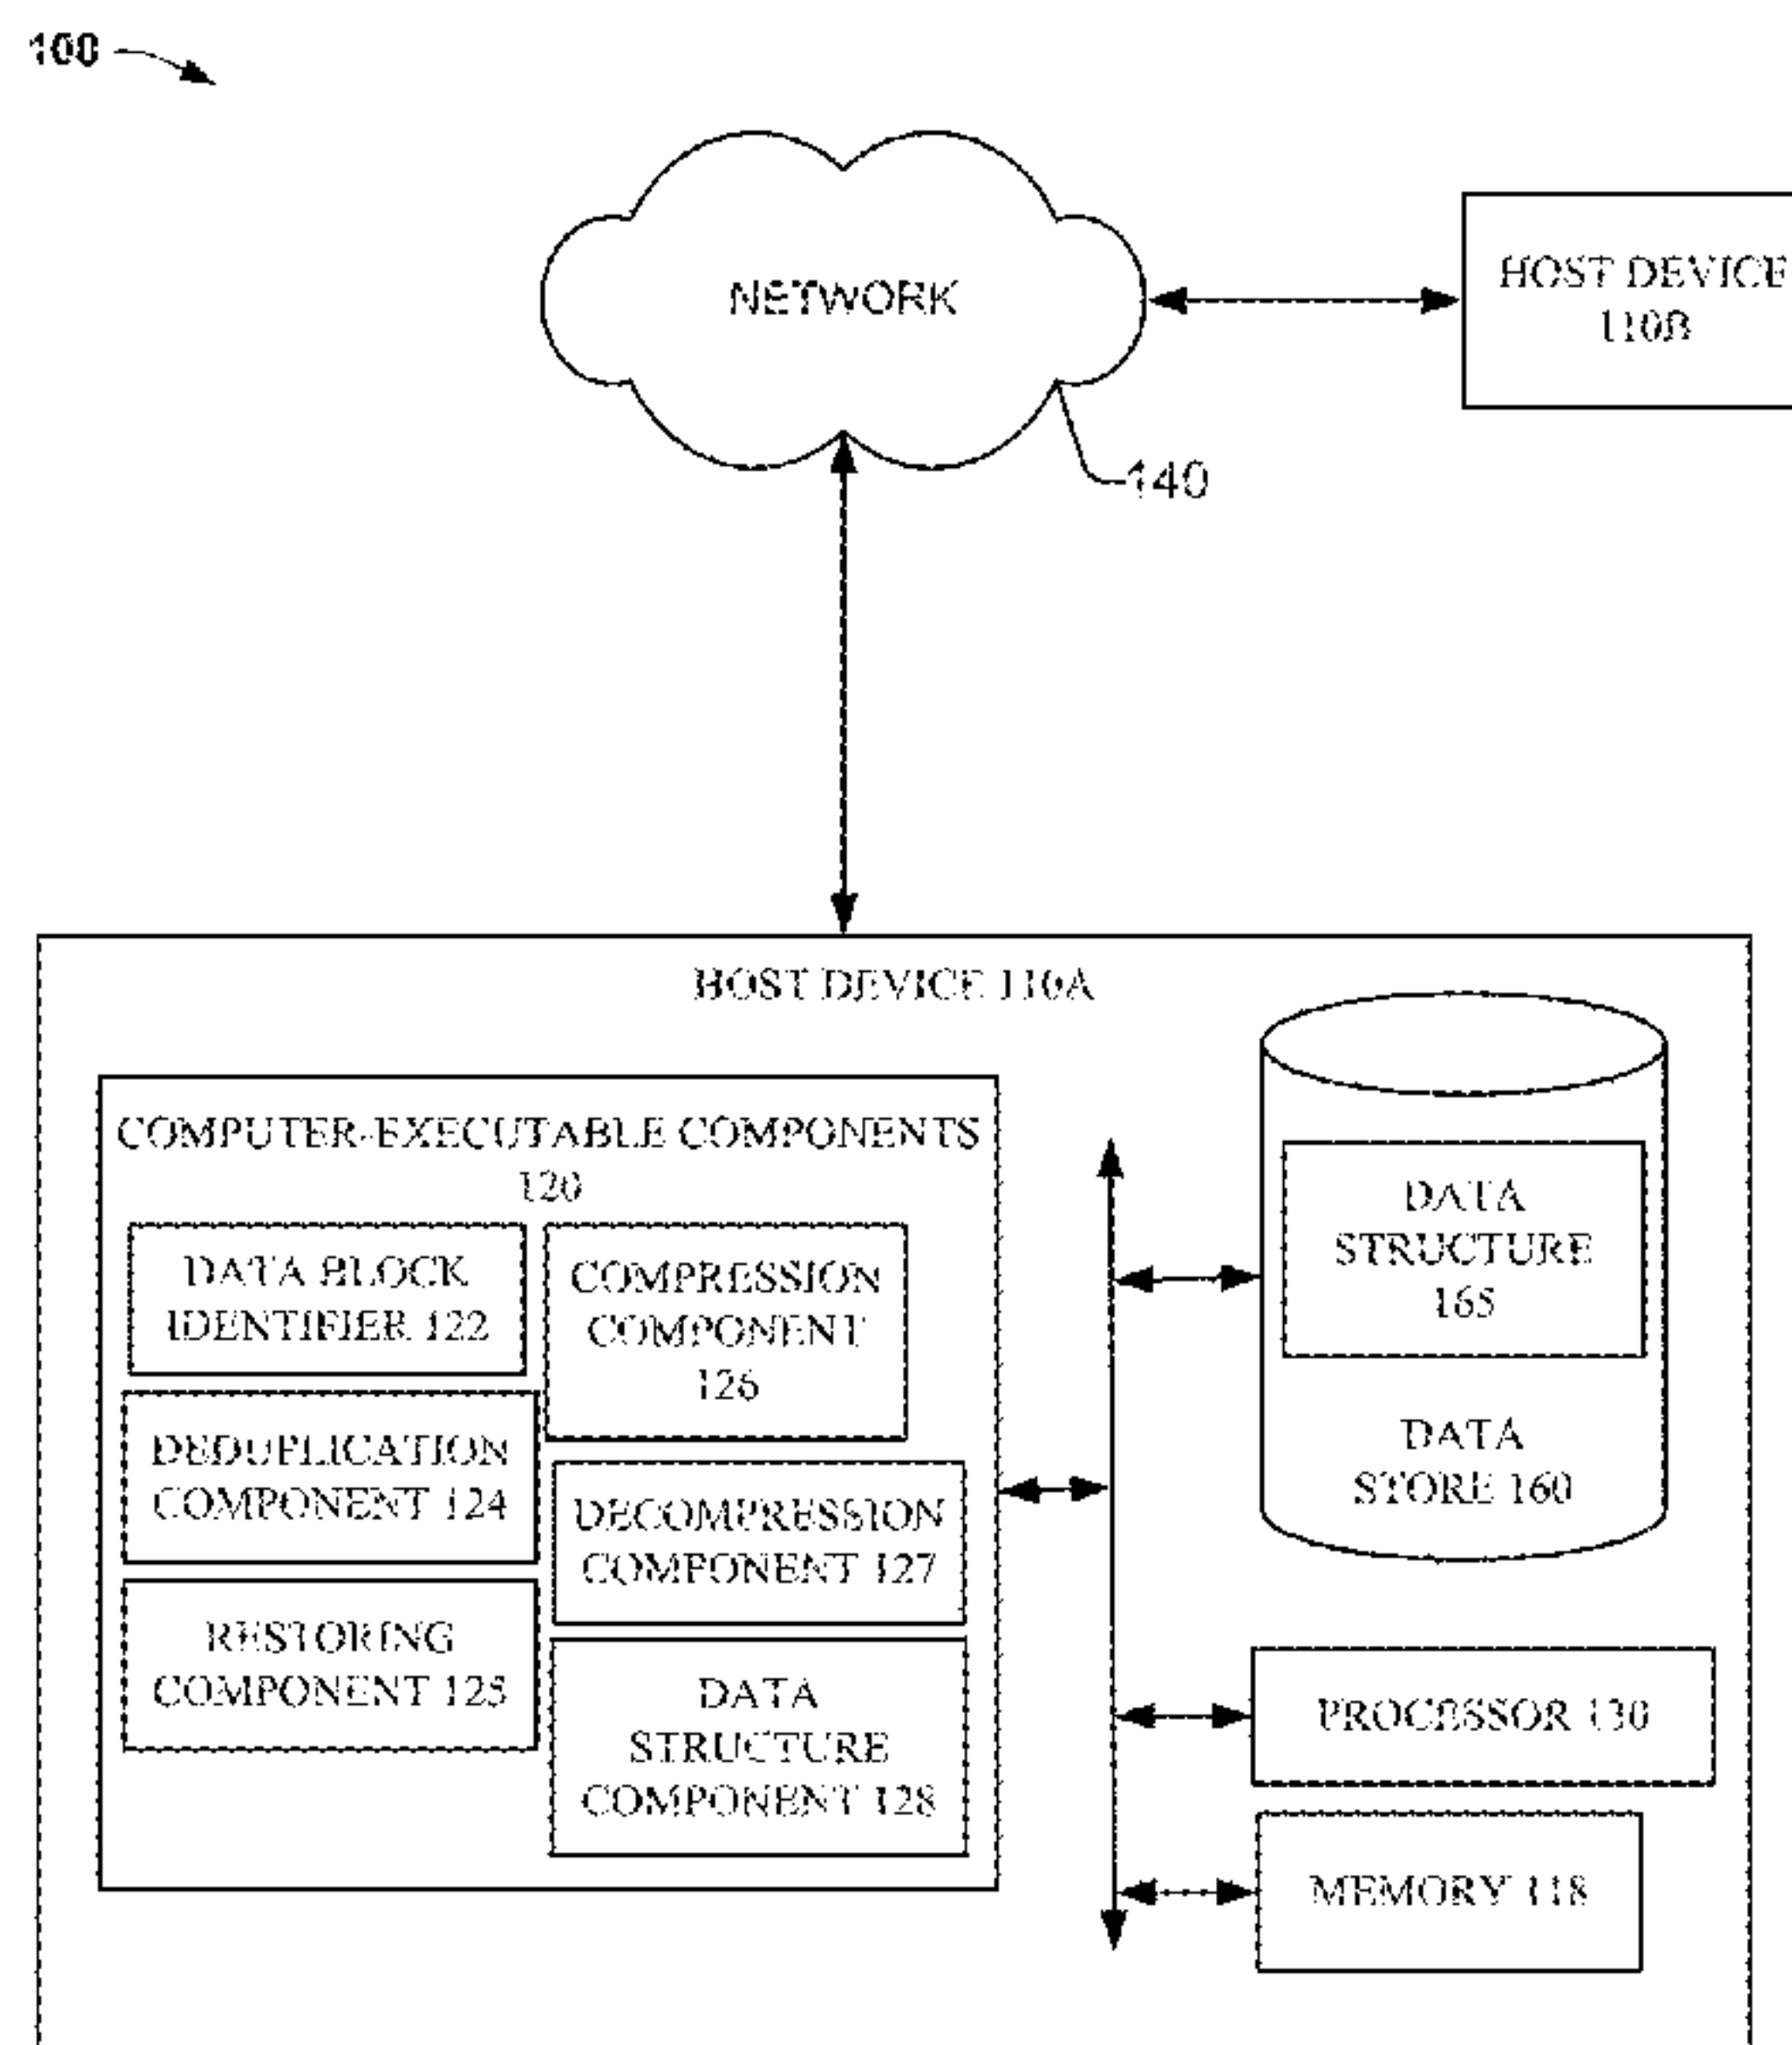 100
NETWORK
HOST DEVICE
110B
140
HOST DEVICE 110A
COMPUTER-EXECUTABLE COMPONENTS
120
DATA BLOCK
IDENTIFIER 122
COMPRESSION
COMPONENT
126
DEDUPLICATION
COMPONENT 124
DECOMPRESSION
COMPONENT 127
RESTORING
COMPONENT 125
DATA
STRUCTURE
COMPONENT 128
DATA
STRUCTURE
165
DATA
STORE 160
PROCESSOR 130
MEMORY 118